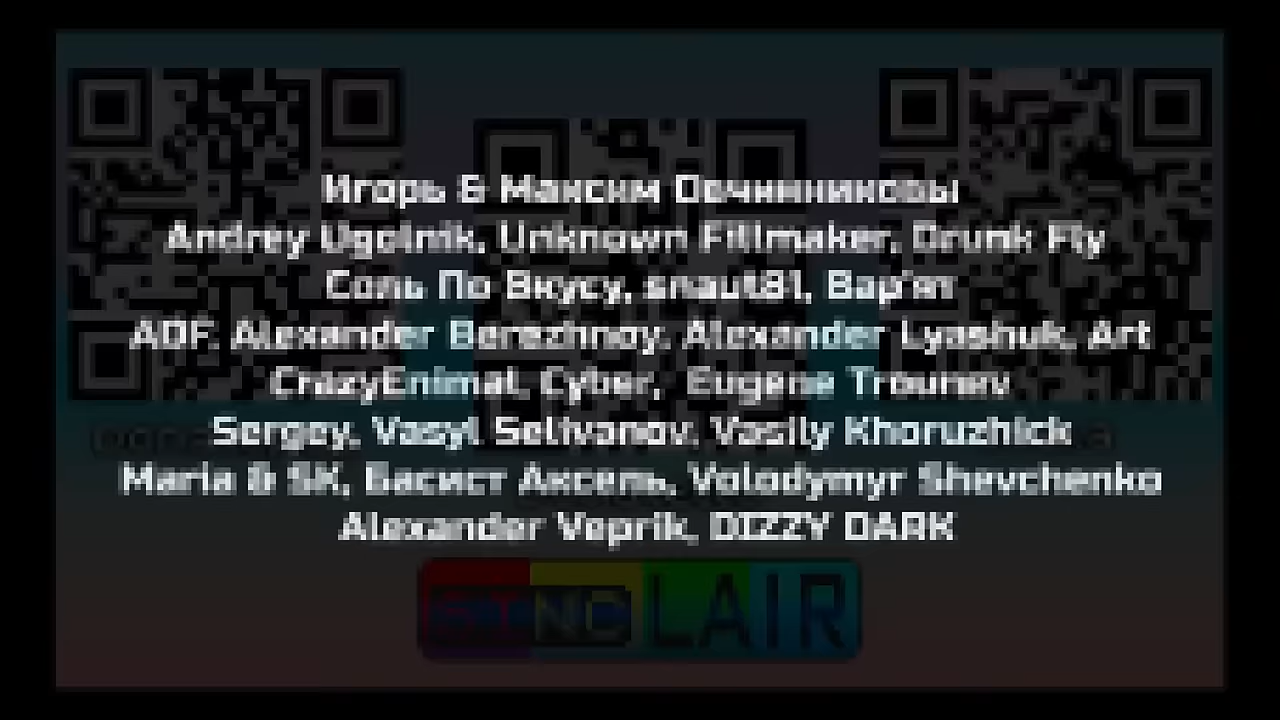 Игорь & Максим Овчинниковы
Andrey Ugolnik, Unknown Fillmaker, Drunk Fly
Соль По Вкусу, snaut81, Вар'ят
ADF, Alexander Berezhnoy, Alexander Lyashuk, Art
CrazyEnimal, Cyber, Eugene
Sergey, Vasyl Selivanov, Vasily Khoruzhick
Maria & SK, Басист Аксель, Volodymyr Shevchenko
Alexander Veprik, DIZZY DARK
LAIR